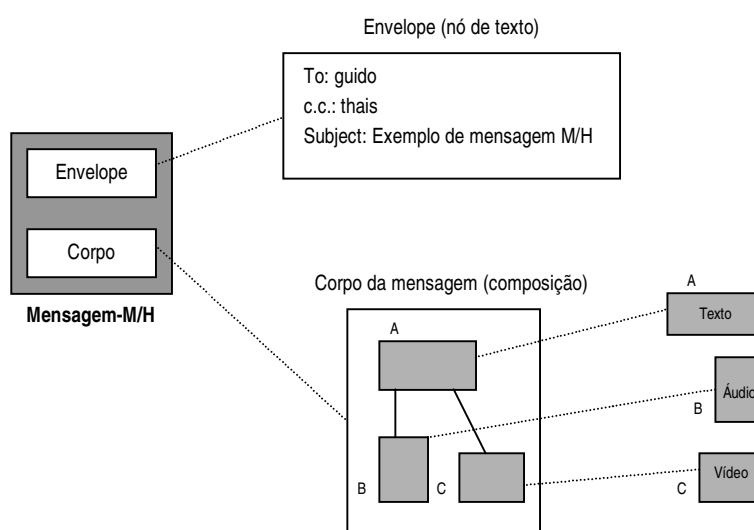 Envelope (nó de texto)
To: guido
c.c.: thais
Subject: Exemplo de mensagem M/H
Envelope
Corpo
Mensagem-M/H
Corpo da mensagem (composição)
A
B
C
A
Texto
Áudio
B
Vídeo
C